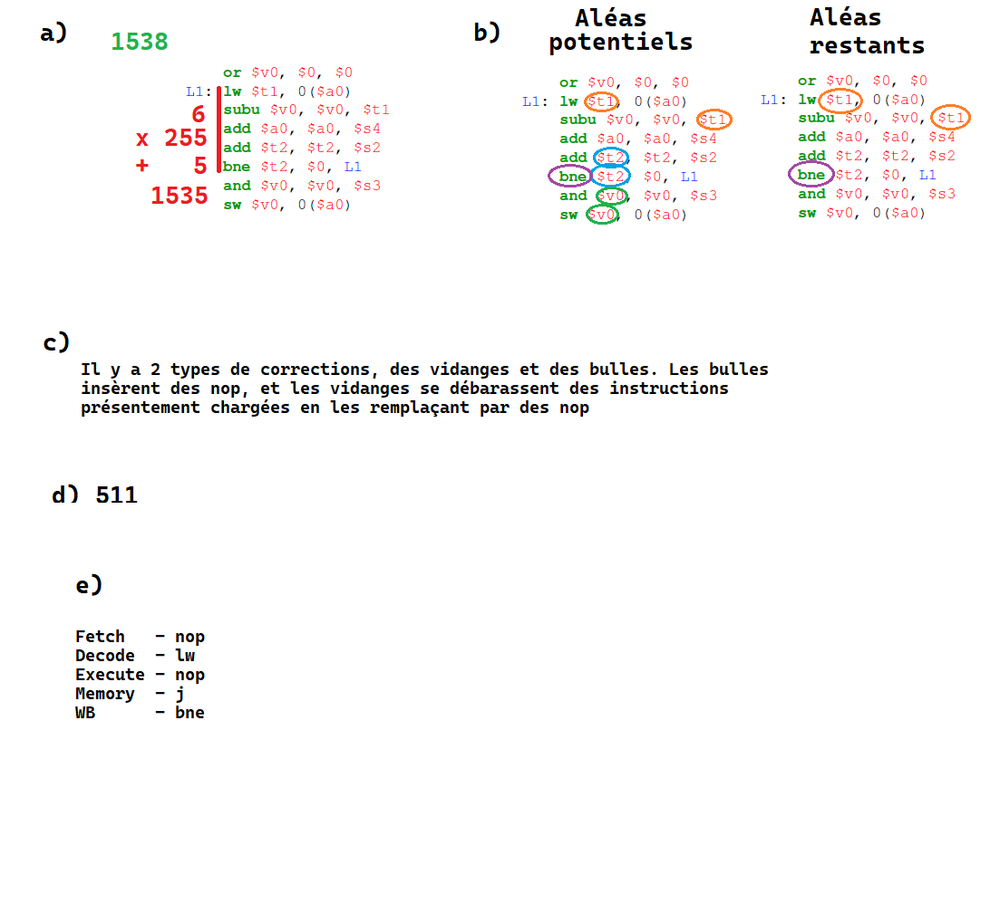 a)
1538
or $v0, $0, $0
L1: lw $t1, 0($a0)
6 subu $v0, $v0, $t1
x 255 add $a0, $a0, $s4
add $t2, $t2, $s2
+ 5 bne $t2, $0, L1
and $v0, $v0, $s3
1535
sw $v0, 0($a0)
b)
Aléas
potentiels
or $v0, $0, $0
L1: lw $t1, 0($a0)
subu $v0, $v0, $t1
add $a0, $a0, $s4
add $t2, $t2, $s2
bne $t2, $0, L1
and $v0, $v0, $s3
sw $v0, 0($a0)
Aléas
restants
or $v0, $0, $0
L1: lw $t1, 0($a0)
subu $v0, $v0, $t1
add $a0, $a0, $s4
add $t2, $t2, $s2
bne $t2, $0, L1
and $v0, $v0, $s3
sw $v0, 0($a0)
c)
Il y a 2 types de corrections, des vidanges et des bulles. Les bulles
insèrent des nop, et les vidanges se débarassent des instructions
présentement chargées en les remplaçant par des nop
d) 511
e)
Fetch - nop
Decode - lw
Execute - nop
Memory - j
WB - bne